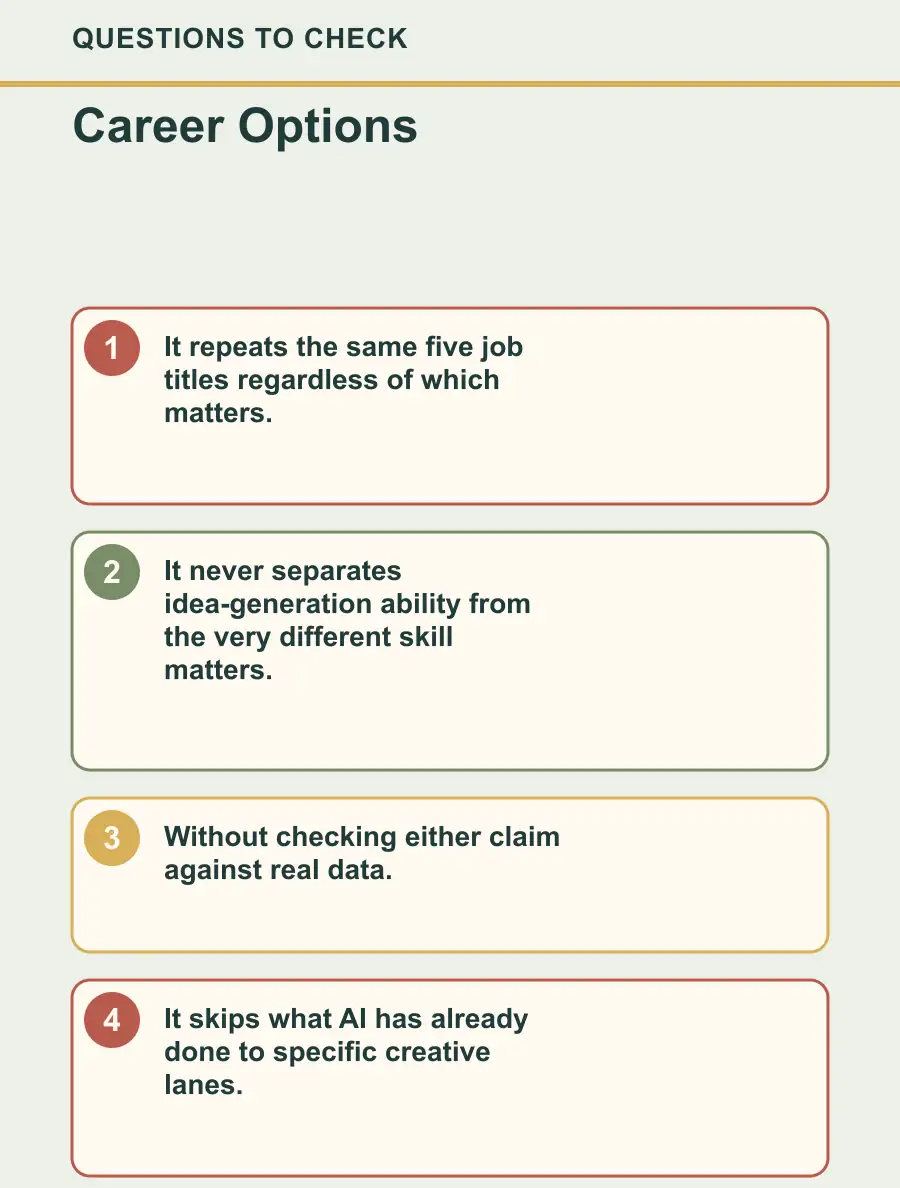 QUESTIONS TO CHECK
Career Options
1
It repeats the same five job
titles regardless of which
matters.
2
It never separates
idea-generation ability from
the very different skill
matters.
3
Without checking either claim
against real data.
4
It skips what AI has already
done to specific creative
lanes.